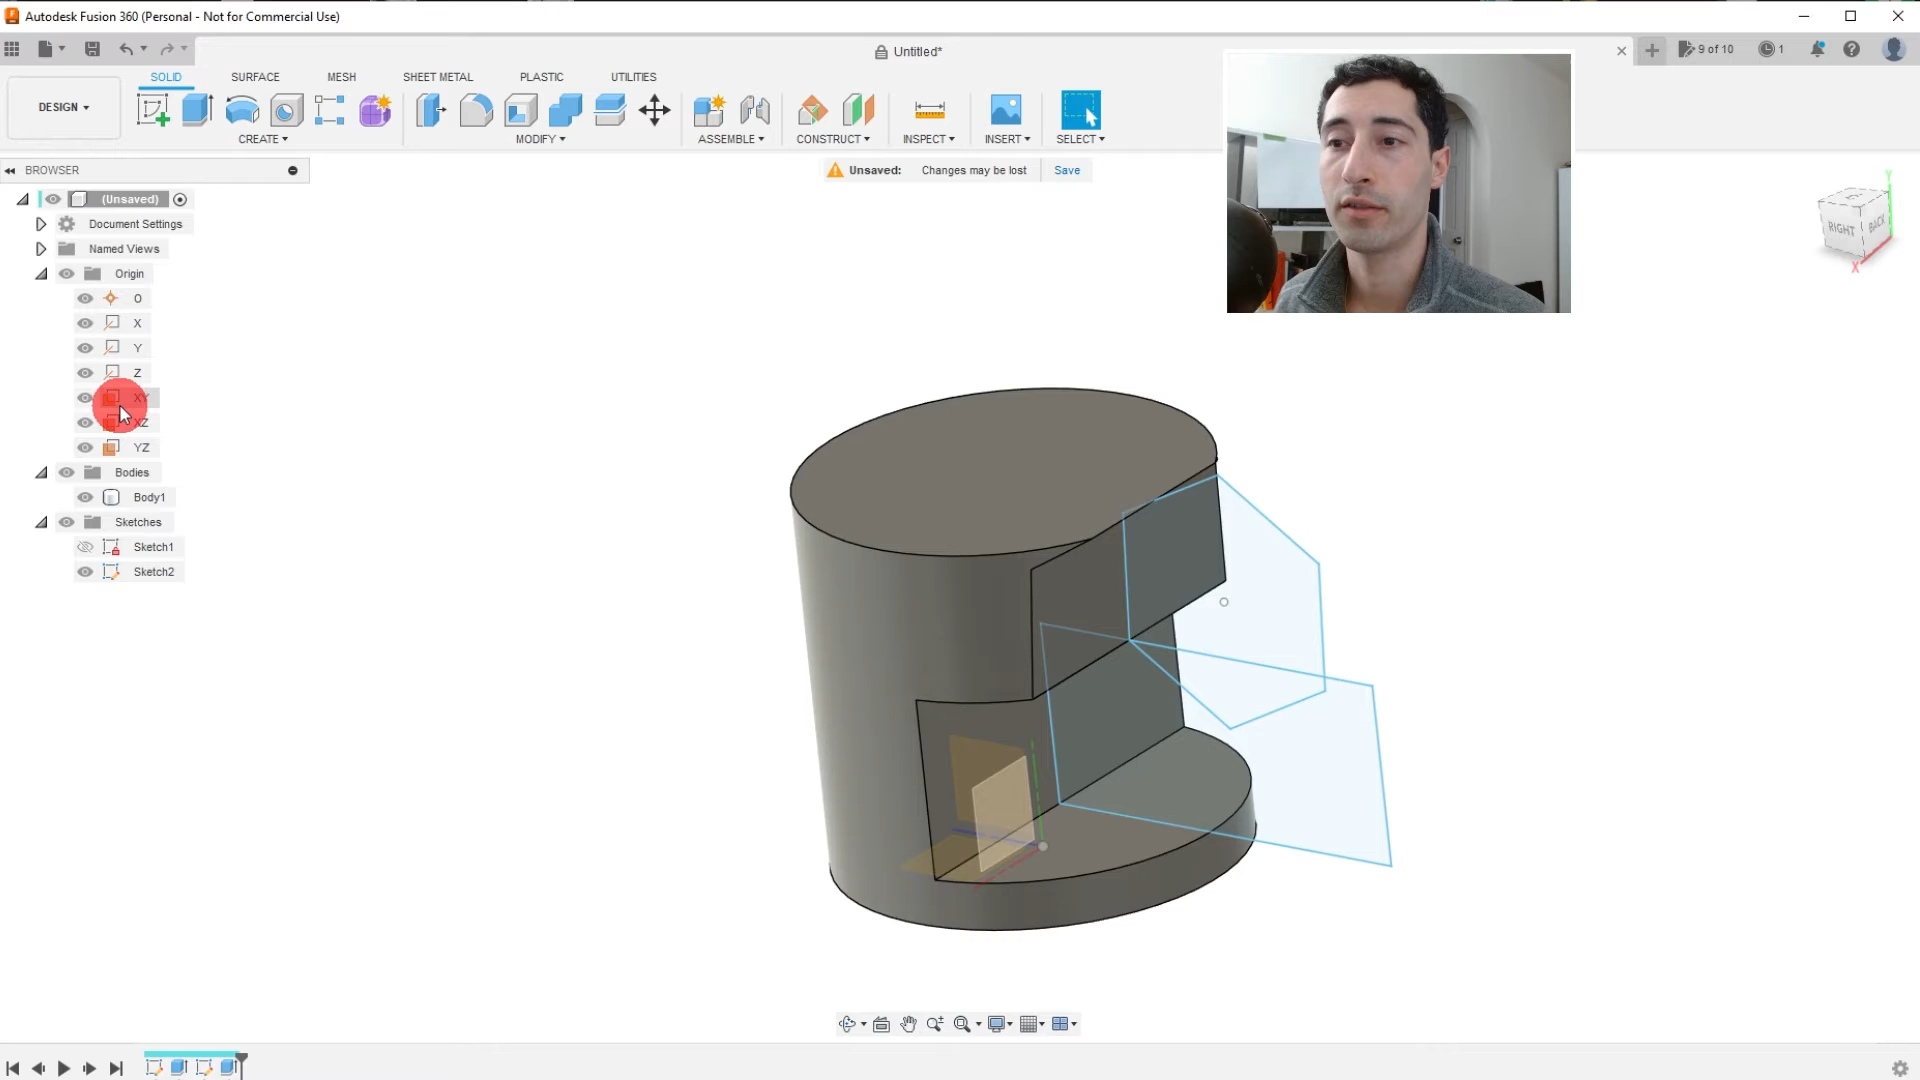 Autodesk Fusion 360 (Personal - Not for Commercial Use)
Untitled*
9 of 10
1
DESIGN
SOLID
SURFACE
MESH
SHEET METAL
PLASTIC
UTILITIES
CREATE
MODIFY
ASSEMBLE
CONSTRUCT
INSPECT
INSERT
SELECT
BROWSER
Unsaved: Changes may be lost Save
(Unsaved)
Document Settings
Named Views
Origin
O
X
Y
Z
XY
XZ
YZ
Bodies
Body1
Sketches
Sketch1
Sketch2
Y
RIGHT
BACK
X